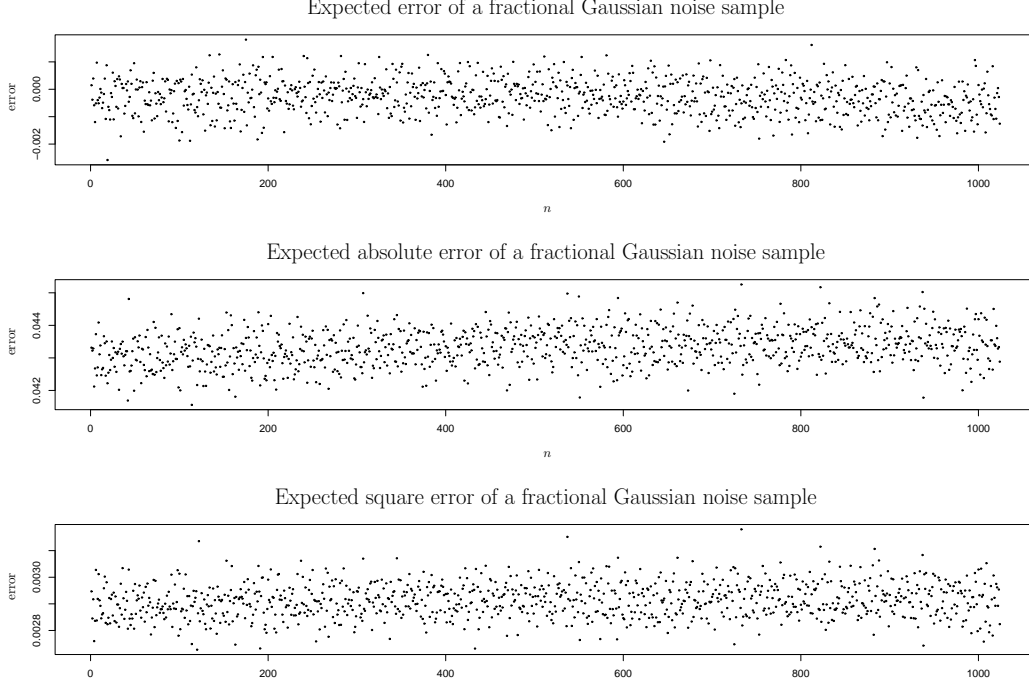 Expected error of a fractional Gaussian noise sample
error
0.000
−0.002
0 200 400 600 800 1000
n
Expected absolute error of a fractional Gaussian noise sample
error
0.044
0.042
0 200 400 600 800 1000
n
Expected square error of a fractional Gaussian noise sample
error
0.0030
0.0028
0 200 400 600 800 1000